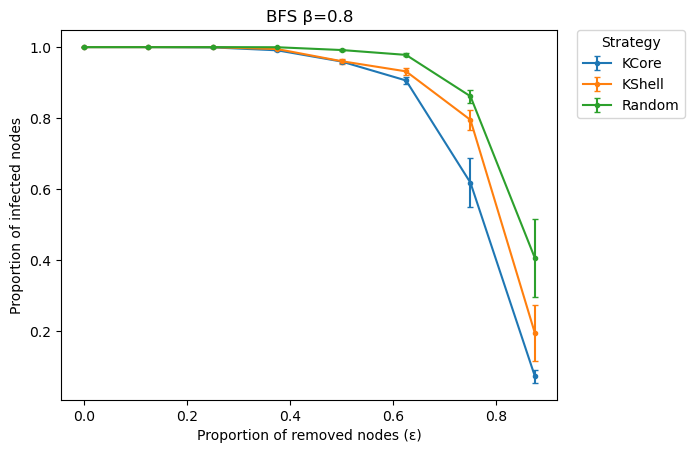 BFS β=0.8
Strategy
KCore
KShell
Random
Proportion of infected nodes
1.0
0.8
0.6
0.4
0.2
0.0 0.2 0.4 0.6 0.8
Proportion of removed nodes (ε)